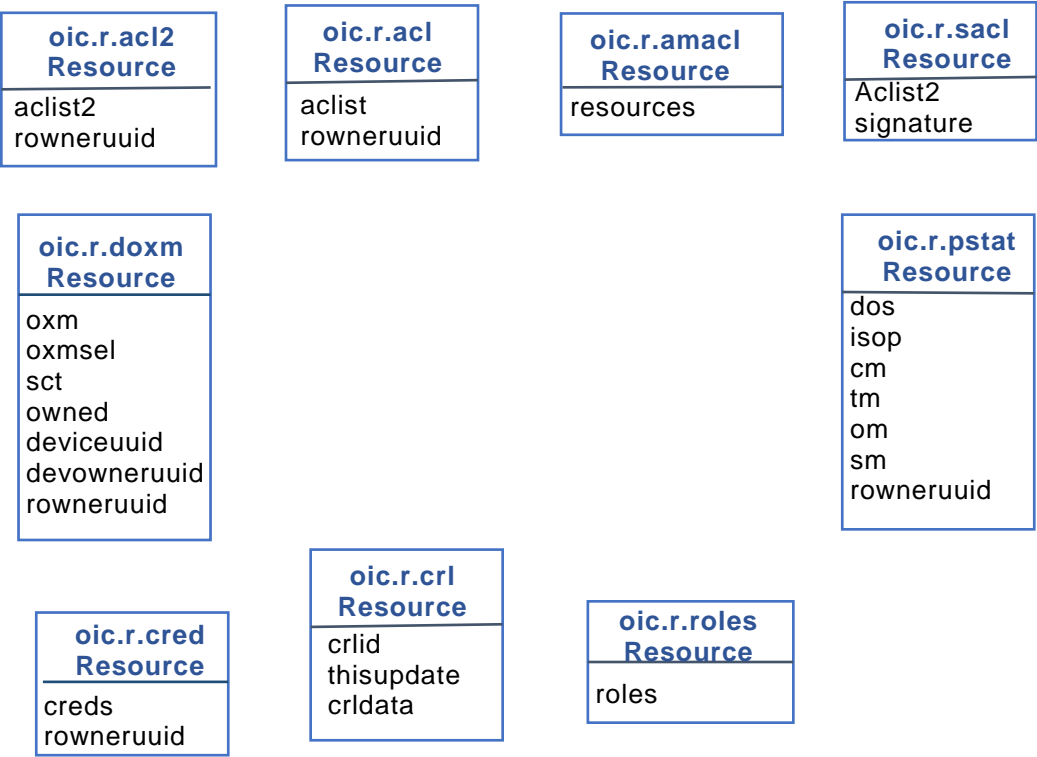 oic.r.acl2
Resource
aclist2
rowneruuid
oic.r.acl
Resource
aclist
rowneruuid
oic.r.amacl
Resource
resources
oic.r.sacl
Resource
Aclist2
signature
oic.r.doxm
Resource
oxm
oxmsel
sct
owned
deviceuuid
devowneruuid
rowneruuid
oic.r.pstat
Resource
dos
isop
cm
tm
om
sm
rowneruuid
oic.r.cred
Resource
creds
rowneruuid
oic.r.crl
Resource
crlid
thisupdate
crldata
oic.r.roles
Resource
roles